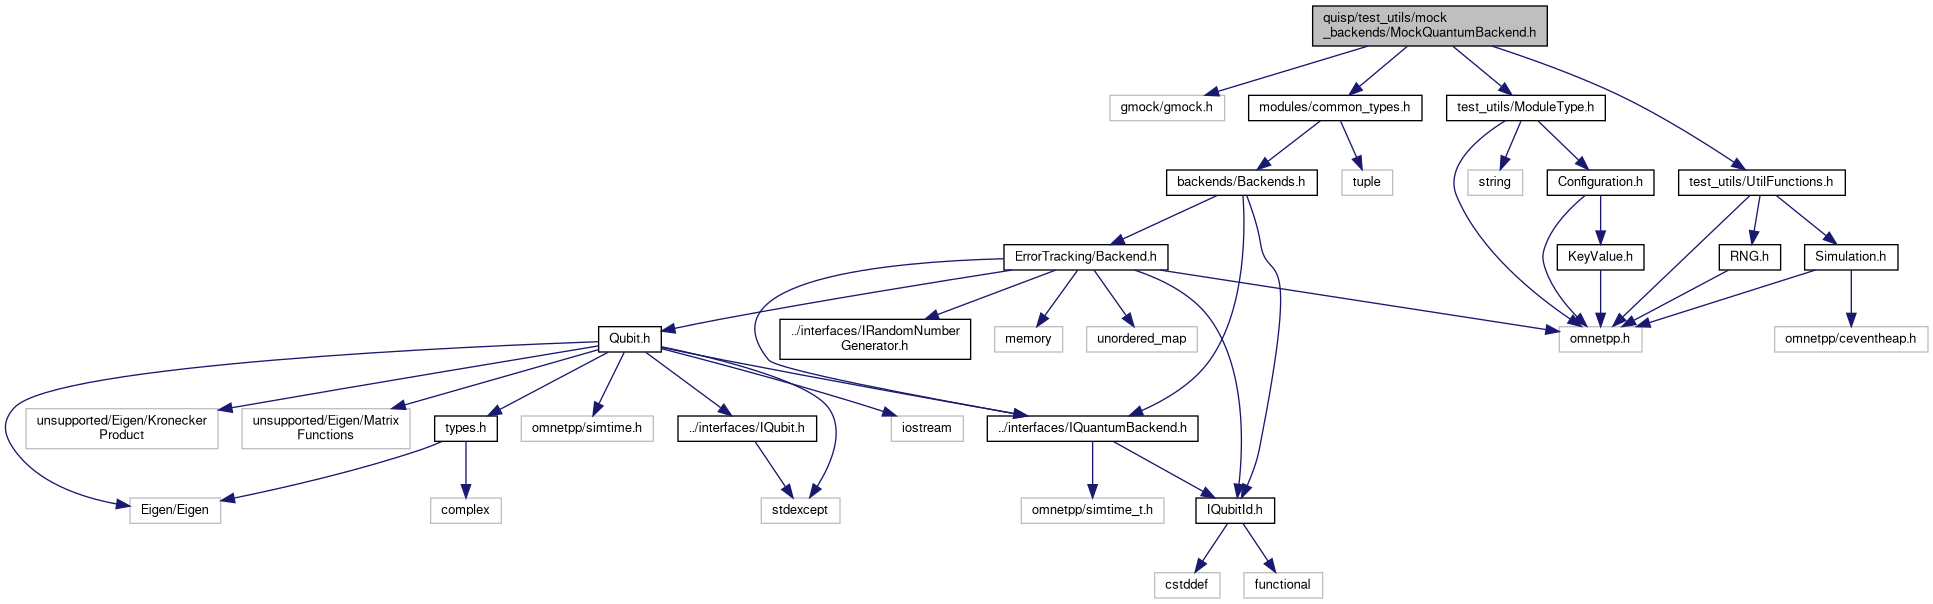 quisp/test_utils/mock
_backends/MockQuantumBackend.h
gmock/gmock.h
modules/common_types.h
test_utils/ModuleType.h
backends/Backends.h
tuple
string
Configuration.h
test_utils/UtilFunctions.h
ErrorTracking/Backend.h
KeyValue.h
RNG.h
Simulation.h
Qubit.h
../interfaces/IRandomNumber
Generator.h
memory
unordered_map
omnetpp.h
omnetpp/ceventheap.h
unsupported/Eigen/Kronecker
Product
unsupported/Eigen/Matrix
Functions
types.h
omnetpp/simtime.h
../interfaces/IQubit.h
iostream
../interfaces/IQuantumBackend.h
Eigen/Eigen
complex
stdexcept
omnetpp/simtime_t.h
IQubitId.h
cstddef
functional